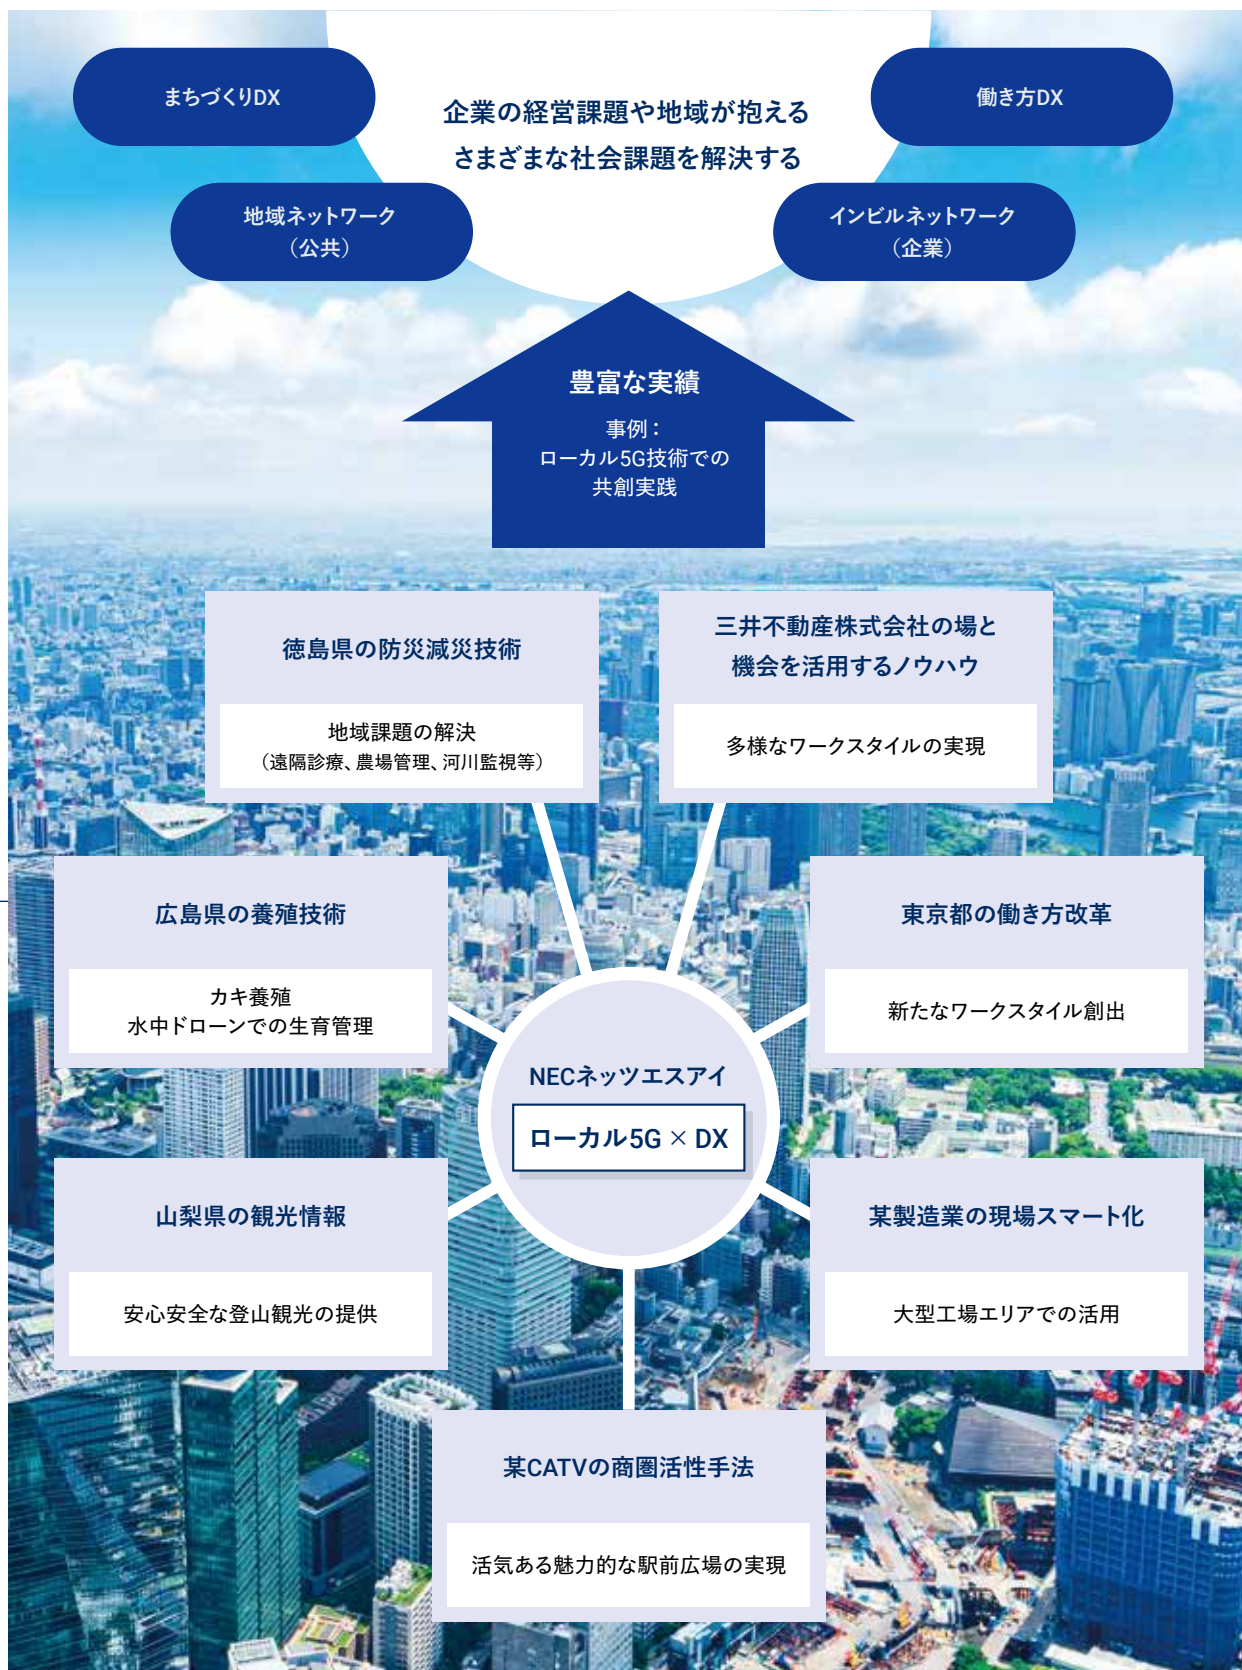 まちづくりDX
働き方DX
企業の経営課題や地域が抱える
さまざまな社会課題を解決する
地域ネットワーク
（公共）
インビルネットワーク
（企業）
豊富な実績
事例：
ローカル5G技術での
共創実践
徳島県の防災減災技術
地域課題の解決
（遠隔診療、農場管理、河川監視等）
三井不動産株式会社の場と
機会を活用するノウハウ
多様なワークスタイルの実現
広島県の養殖技術
カキ養殖
水中ドローンでの生育管理
東京都の働き方改革
新たなワークスタイル創出
NECネッツエスアイ
ローカル5G × DX
山梨県の観光情報
安心安全な登山観光の提供
某製造業の現場スマート化
大型工場エリアでの活用
某CATVの商圏活性手法
活気ある魅力的な駅前広場の実現